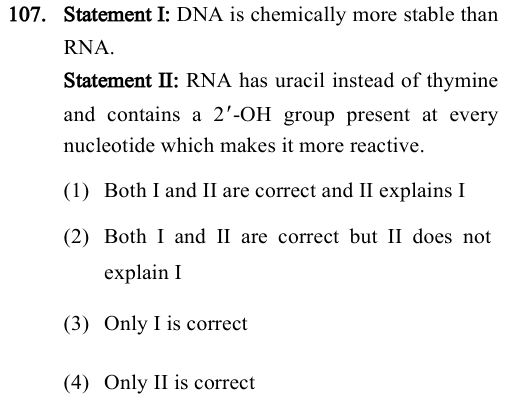 107. Statement I: DNA is chemically more stable than
RNA.
Statement II: RNA has uracil instead of thymine
and contains a 2′-OH group present at every
nucleotide which makes it more reactive.
(1) Both I and II are correct and II explains I
(2) Both I and II are correct but II does not
explain I
(3) Only I is correct
(4) Only II is correct